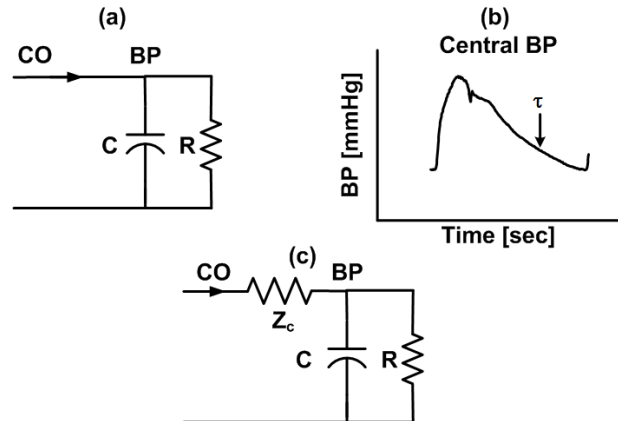 (a)
CO
BP
C
R
(b)
Central BP
τ
BP [mmHg]
Time [sec]
(c)
CO
BP
Zc
C
R